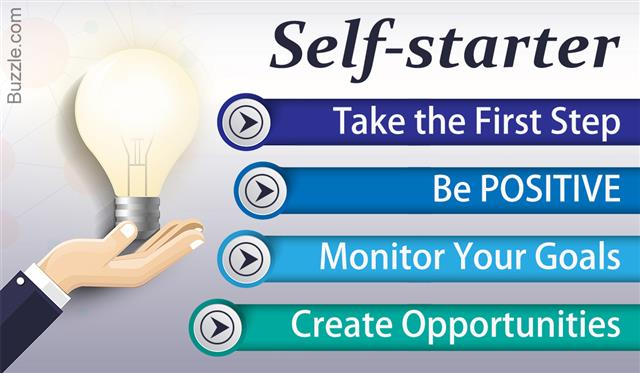 Buzzle.com
Self-starter
Take the First Step
Be POSITIVE
Monitor Your Goals
Create Opportunities